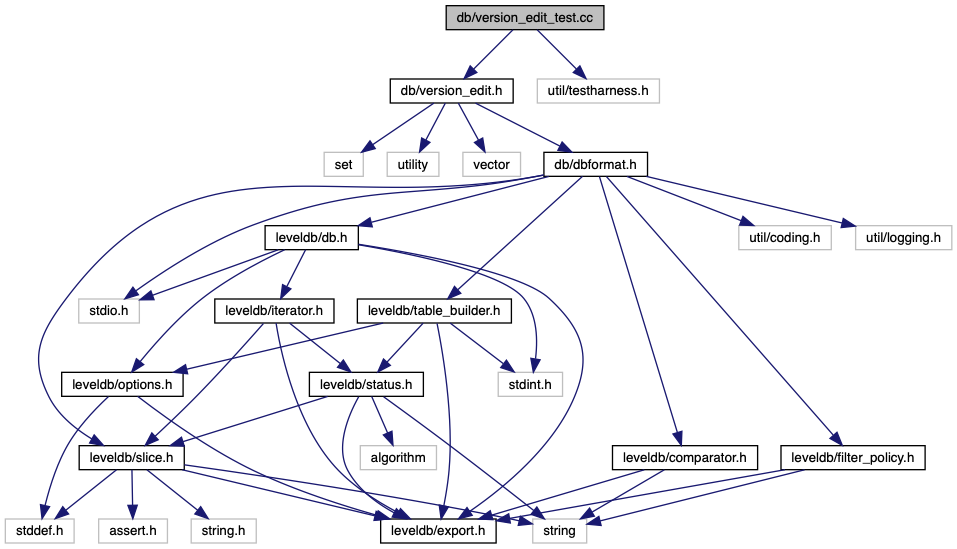 db/version_edit_test.cc
db/version_edit.h
util/testharness.h
set
utility
vector
db/dbformat.h
leveldb/db.h
util/coding.h
util/logging.h
stdio.h
leveldb/iterator.h
leveldb/table_builder.h
leveldb/options.h
leveldb/status.h
stdint.h
leveldb/slice.h
algorithm
leveldb/comparator.h
leveldb/filter_policy.h
stddef.h
assert.h
string.h
leveldb/export.h
string